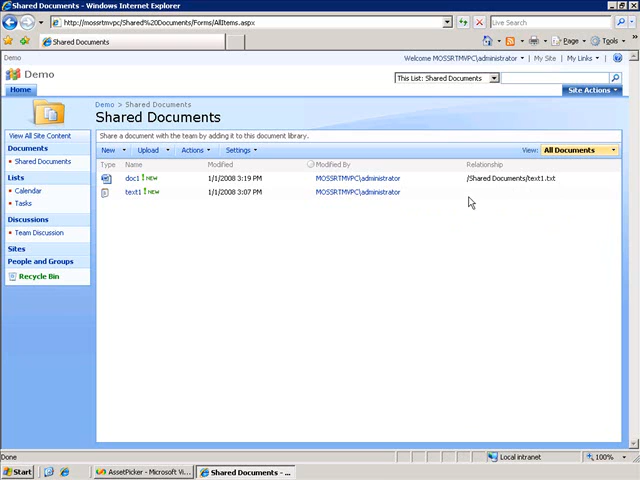 Shared Documents - Windows Internet Explorer
http://mossrtmvpc/Shared%20Documents/Forms/AllItems.aspx
Live Search
Shared Documents
Page
Tools
Demo
Welcome MOSSRTMVPC\administrator
My Site
My Links
Demo
This List: Shared Documents
Home
Site Actions
Demo > Shared Documents
Shared Documents
View All Site Content
Documents
Shared Documents
Lists
Calendar
Tasks
Discussions
Team Discussion
Sites
People and Groups
Recycle Bin
Share a document with the team by adding it to this document library.
New
Upload
Actions
Settings
View:
All Documents
Type Name Modified Modified By Relationship
doc1 ! NEW 1/1/2008 3:19 PM MOSSRTMVPC\administrator /Shared Documents/text1.txt
text1 ! NEW 1/1/2008 3:07 PM MOSSRTMVPC\administrator
Done
Local intranet
100%
Start
AssetPicker - Microsoft Vi...
Shared Documents - ...